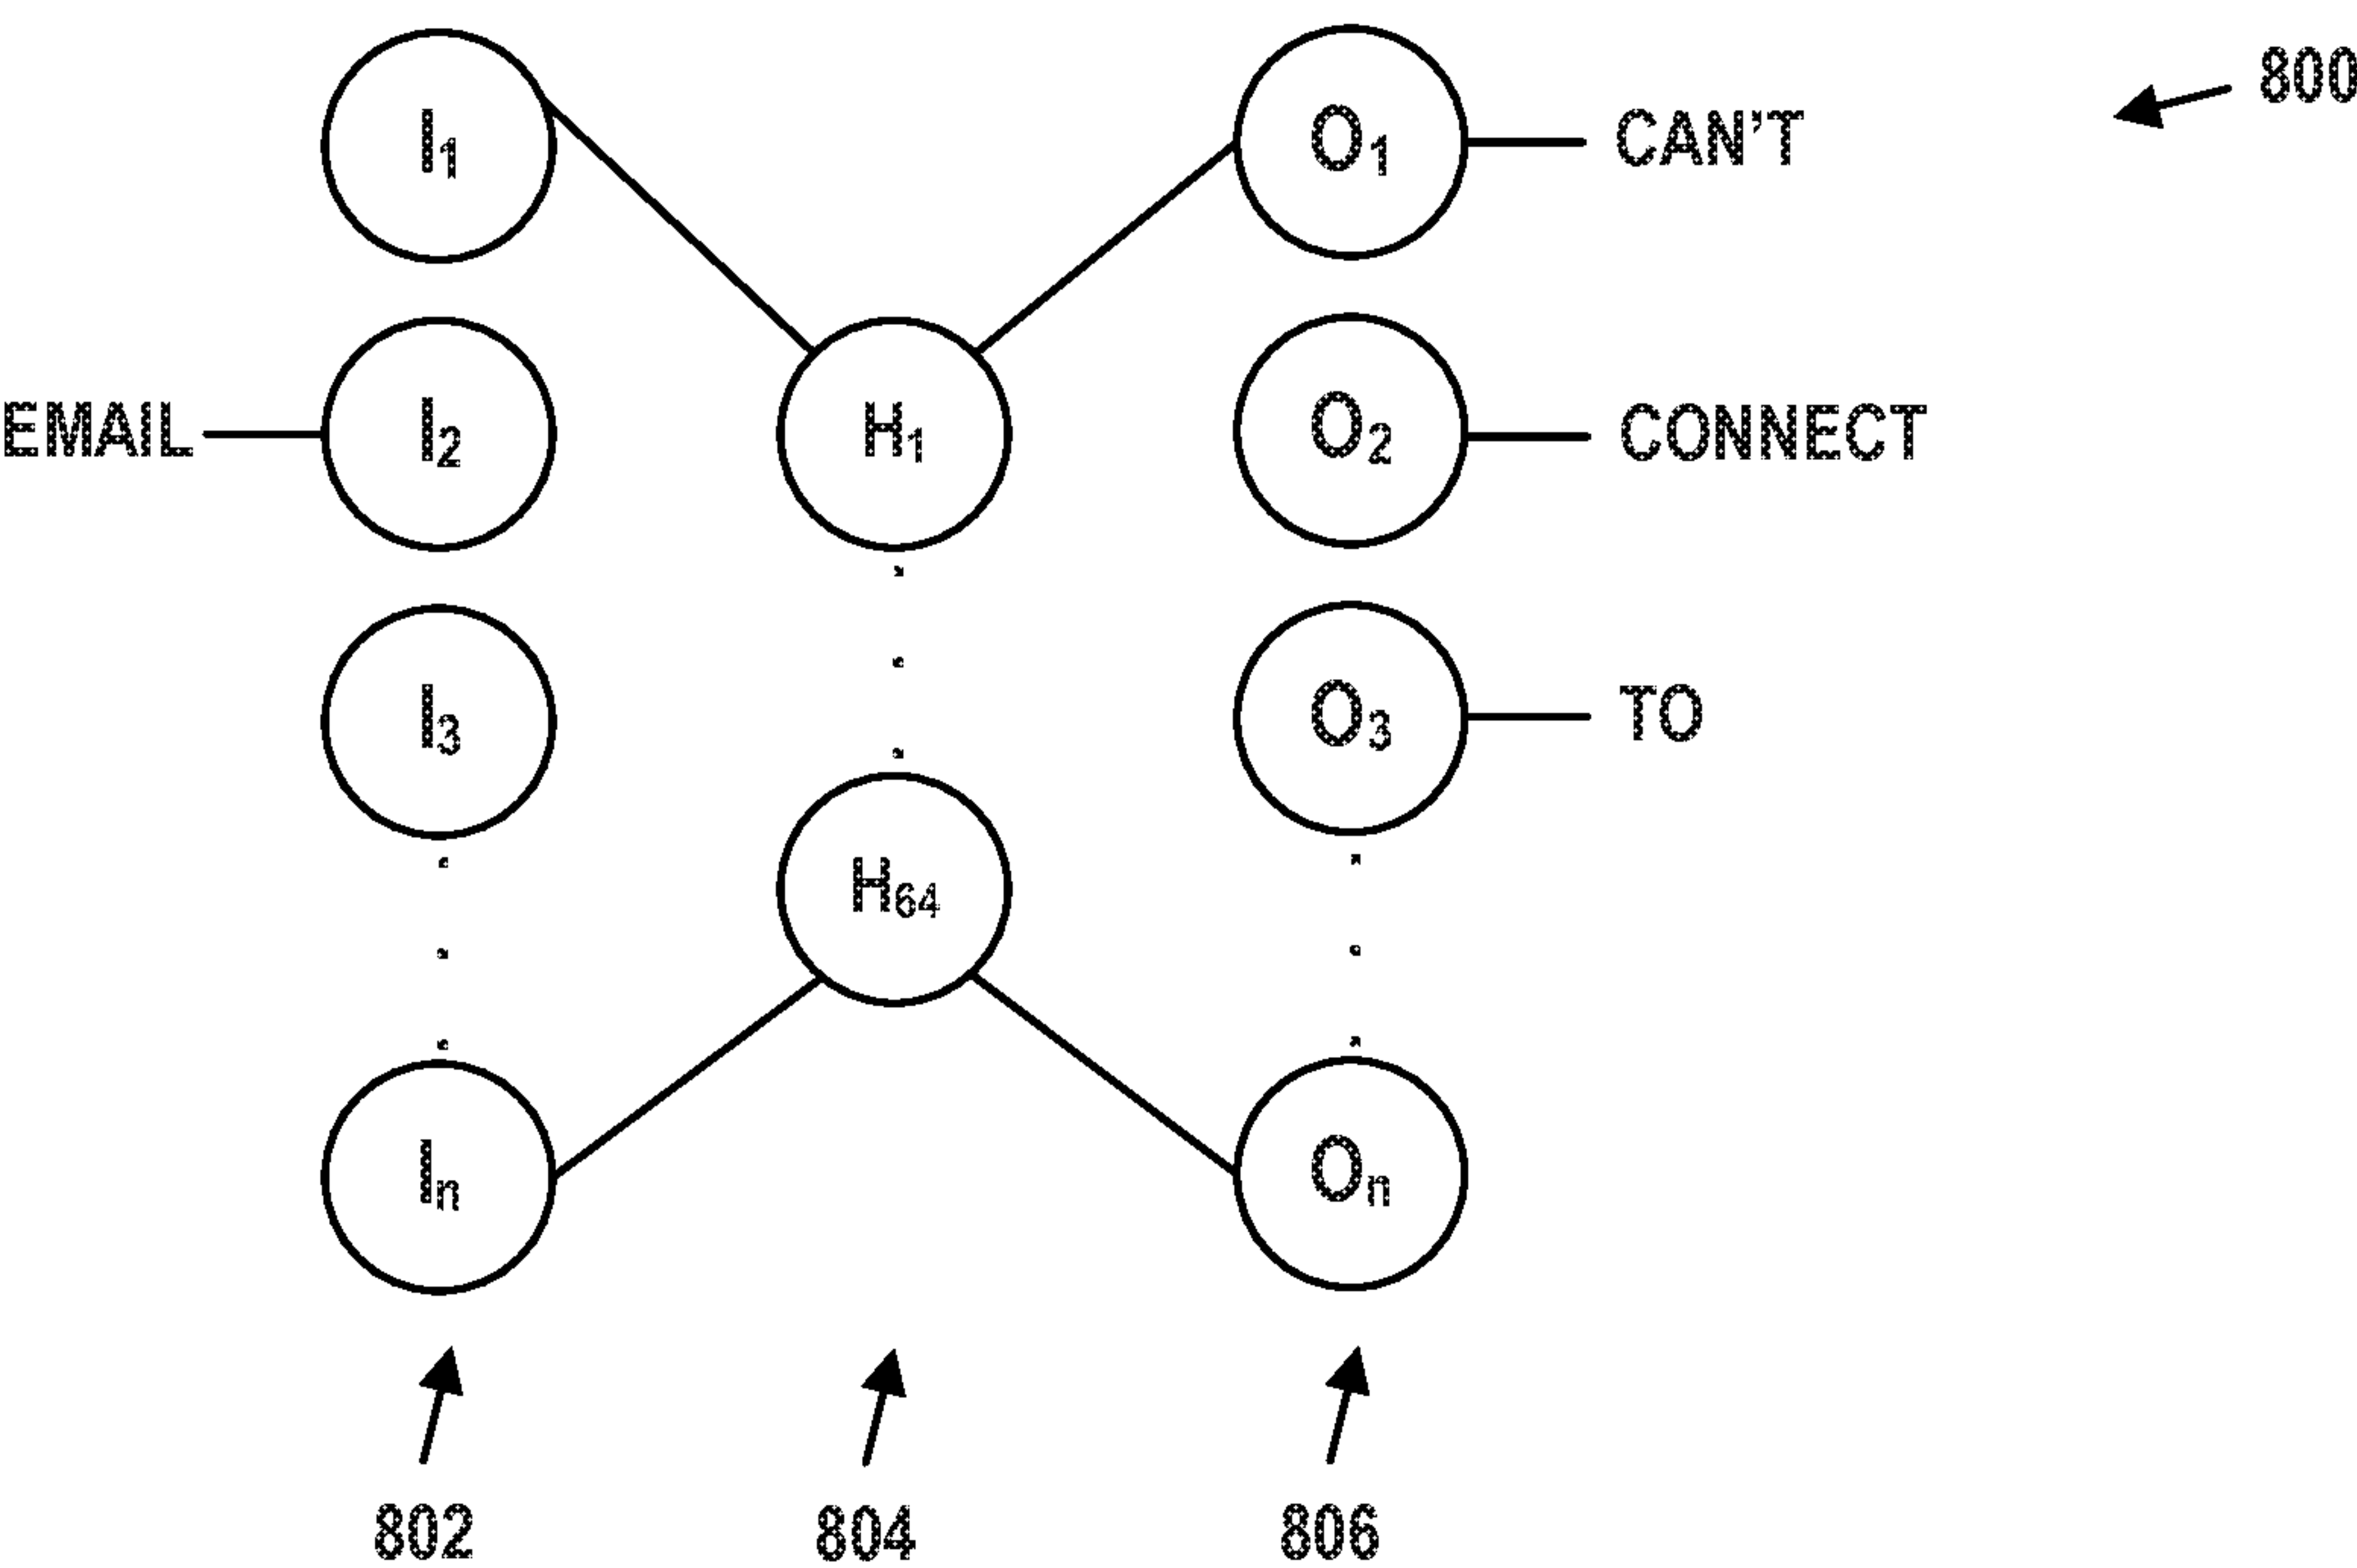 800
I1 O1 CAN'T
EMAIL I2 H1 O2 CONNECT
I3 O3 TO
H64
In On
802 804 806